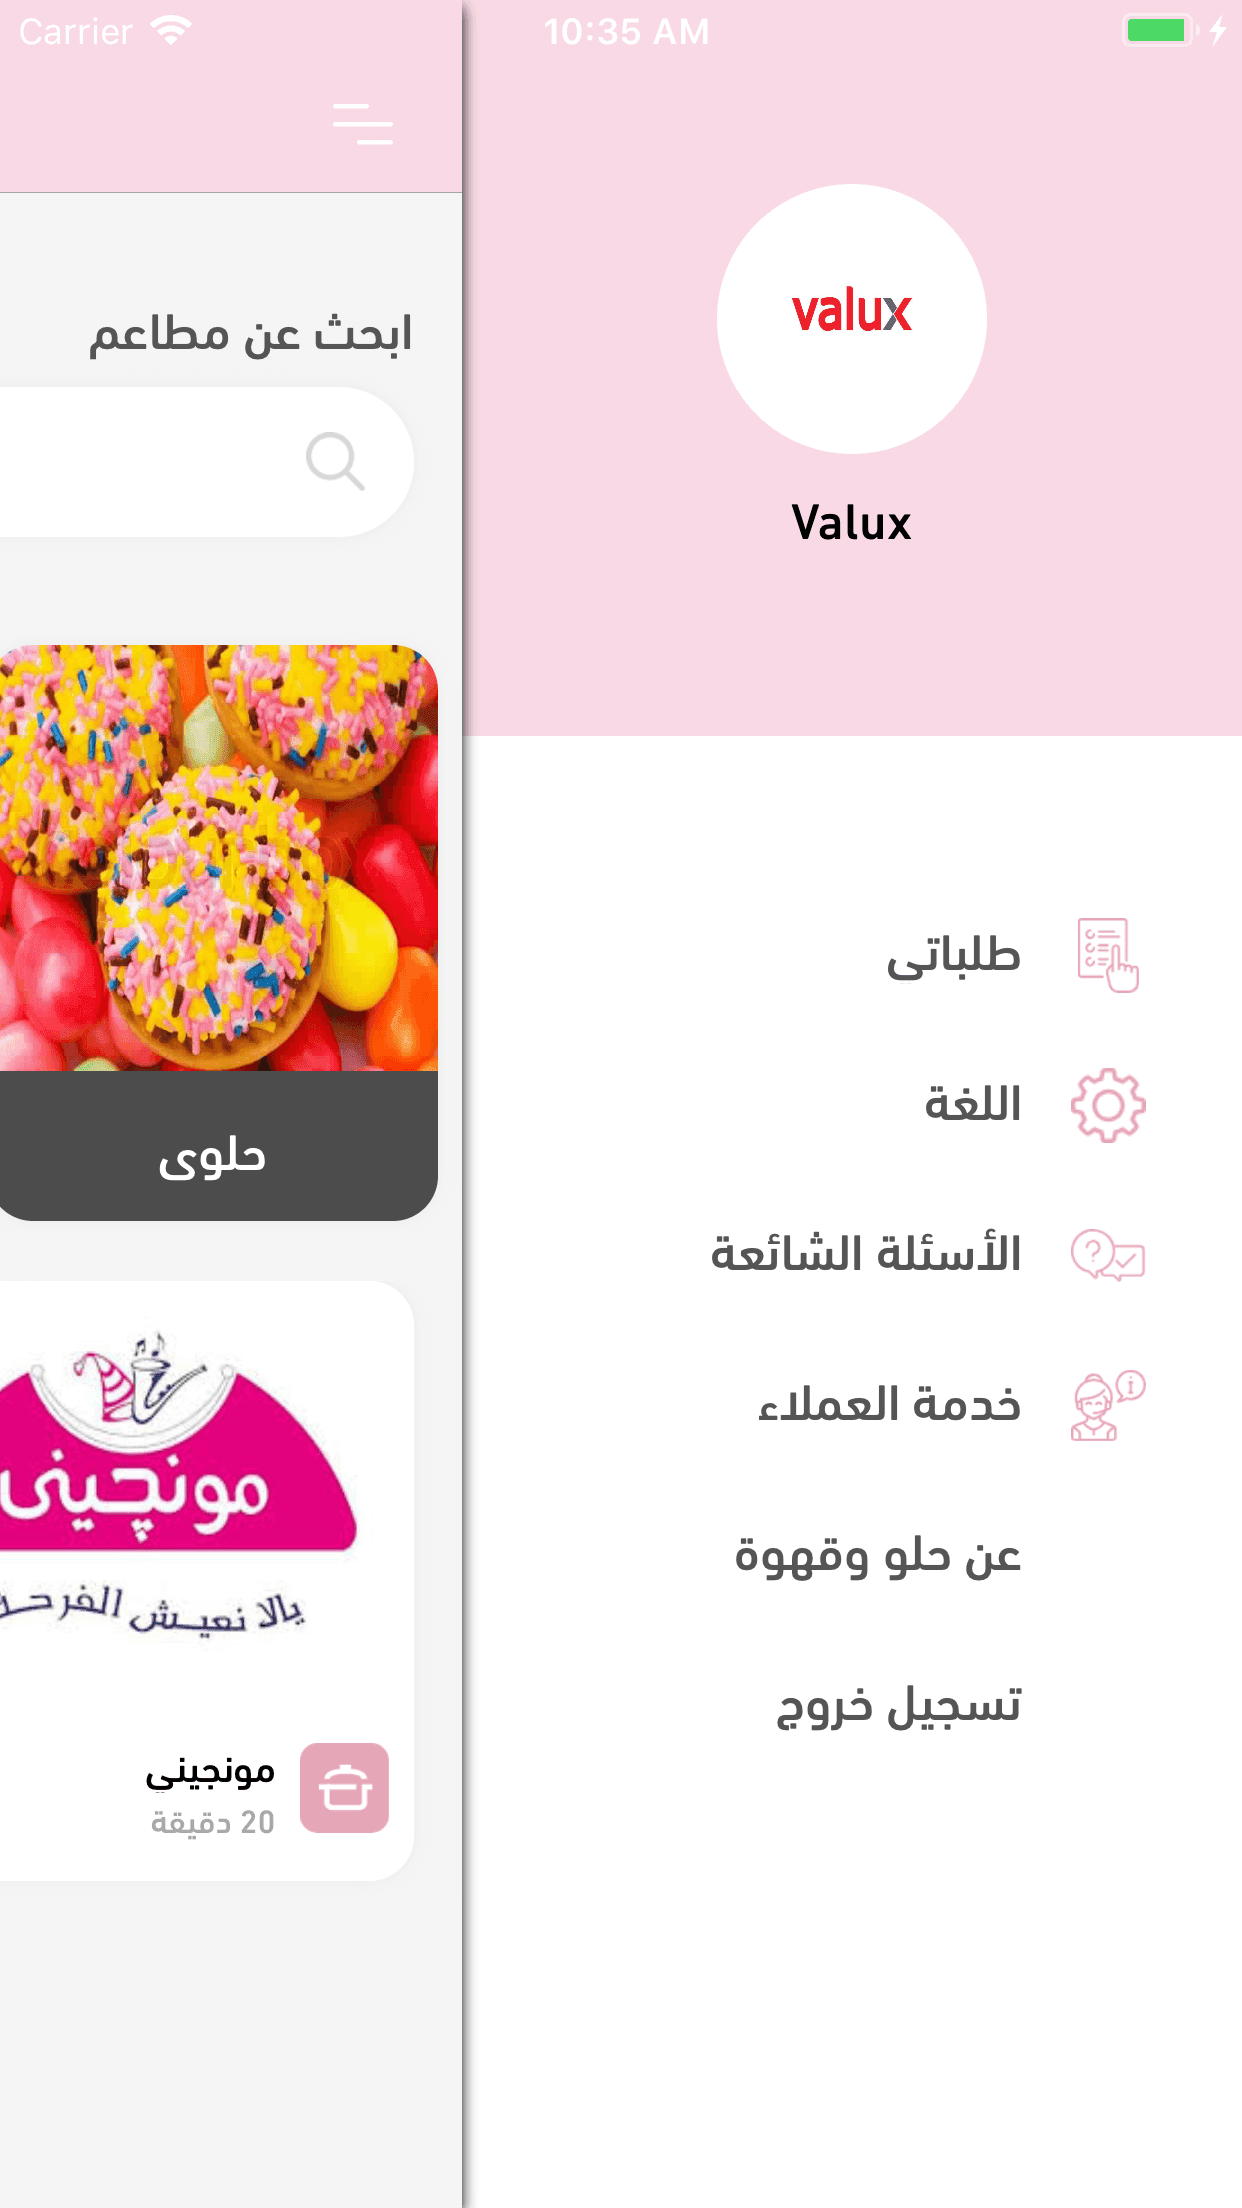 Carrier
10:35 AM
valux
Valux
طلباتى
اللغة
الأسئلة الشائعة
خدمة العملاء
عن حلو وقهوة
تسجيل خروج
ابحث عن مطاعم
حلوى
مونچينى
يالا نعيش الفرح
مونجيني
20 دقيقة